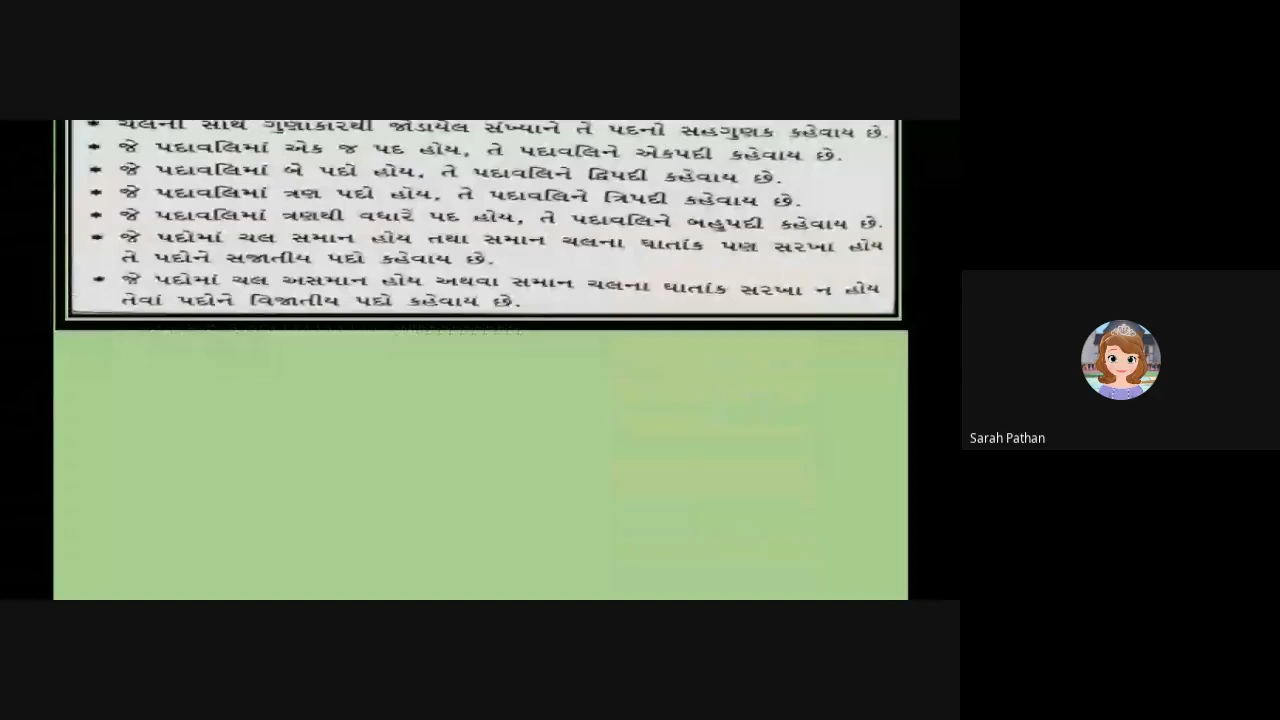 ચલની સાથે ગુણાકારથી જોડાયેલ સંખ્યાને તે પદનો સહગુણક કહેવાય છે.
* જે પદાવલિમાં એક જ પદ હોય, તે પદાવલિને એકપદી કહેવાય છે.
* જે પદાવલિમાં બે પદો હોય, તે પદાવલિને દ્વિપદી કહેવાય છે.
* જે પદાવલિમાં ત્રણ પદો હોય, તે પદાવલિને ત્રિપદી કહેવાય છે.
* જે પદાવલિમાં ત્રણથી વધારે પદ હોય, તે પદાવલિને બહુપદી કહેવાય છે.
* જે પદોમાં ચલ સમાન હોય તથા સમાન ચલના ઘાતાંક પણ સરખા હોય
તે પદોને સજાતીય પદો કહેવાય છે.
* જે પદોમાં ચલ અસમાન હોય અથવા સમાન ચલના ઘાતાંક સરખા ન હોય
તેવાં પદોને વિજાતીય પદો કહેવાય છે.
Sarah Pathan